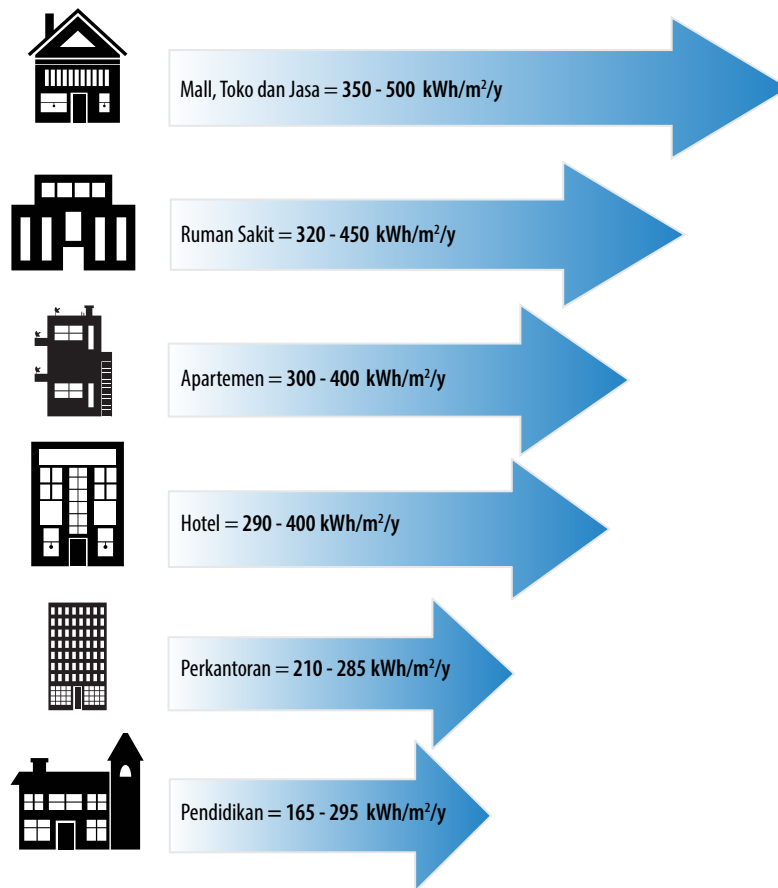 Mall, Toko dan Jasa = 350 - 500 kWh/m²/y
Ruman Sakit = 320 - 450 kWh/m²/y
Apartemen = 300 - 400 kWh/m²/y
Hotel = 290 - 400 kWh/m²/y
Perkantoran = 210 - 285 kWh/m²/y
Pendidikan = 165 - 295 kWh/m²/y